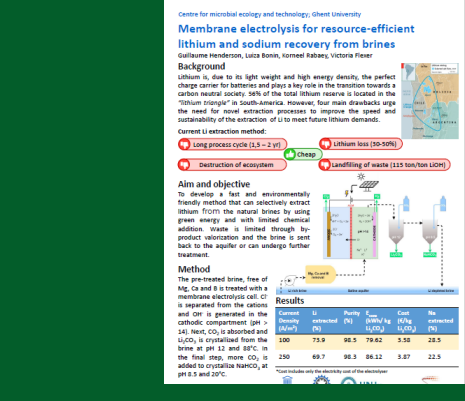 Centre for microbial ecology and technology; Ghent University
Membrane electrolysis for resource-efficient
lithium and sodium recovery from brines
Guillaume Henderson, Luiza Bonin, Korneel Rabaey, Victoria Flexer
Background
Lithium is, due to its light weight and high energy density, the perfect
charge carrier for batteries and plays a key role in the transition towards a
carbon neutral society. 56% of the total lithium reserve is located in the
"lithium triangle" in South-America. However, four main drawbacks urge
the need for novel extraction processes to improve the speed and
sustainability of the extraction of Li to meet future lithium demands.
Current Li extraction method:
Long process cycle (1,5 – 2 yr)
Lithium loss (30-50%)
Cheap
Destruction of ecosystem
Landfilling of waste (115 ton/ton LiOH)
Aim and objective
To develop a fast and environmentally
friendly method that can selectively extract
lithium from the natural brines by using
green energy and with limited chemical
addition. Waste is limited through by-
product valorization and the brine is sent
back to the aquifer or can undergo further
treatment.
Method
The pre-treated brine, free of
Mg, Ca and B is treated with a
membrane electrolysis cell. Cl⁻
is separated from the cations
and OH⁻ is generated in the
cathodic compartment (pH >
14). Next, CO₂ is absorbed and
Li₂CO₃ is crystallized from the
brine at pH 12 and 88°C. In
the final step, more CO₂ is
added to crystallize NaHCO₃ at
pH 8.5 and 20°C.
Mg, Ca and B
removal
Results
Current Density (A/m²) Li extracted (%) Purity (%) Cost (€/kg Li₂CO₃) Na extracted (%)
100 73.9 98.5 79.62 3.58 28.5
250 69.7 98.3 86.12 3.87 22.5
*Cost includes only the electricity cost of the electrolyser